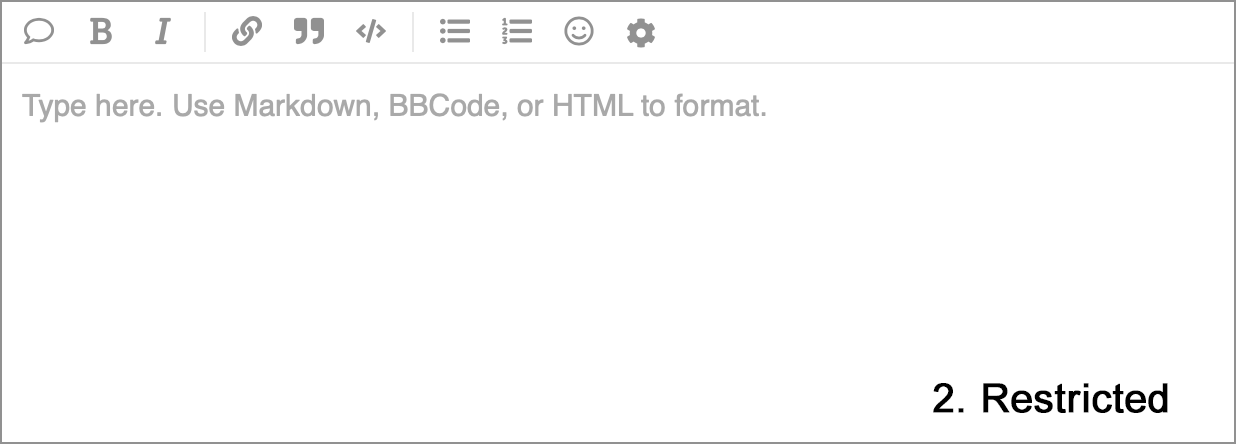 B I
Type here. Use Markdown, BBCode, or HTML to format.
2. Restricted